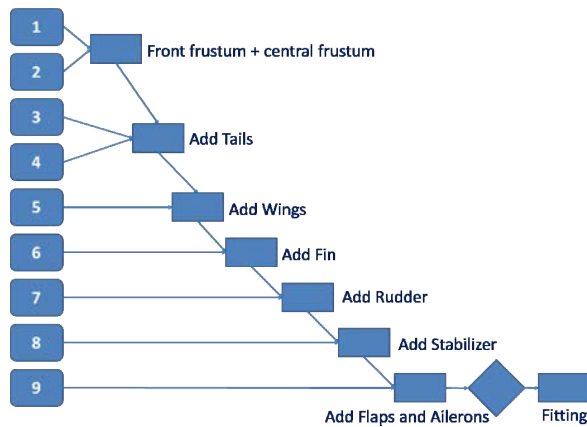 1
Front frustum + central frustum
2
3
Add Tails
4
5
Add Wings
6
Add Fin
7
Add Rudder
8
Add Stabilizer
9
Add Flaps and Ailerons
Fitting